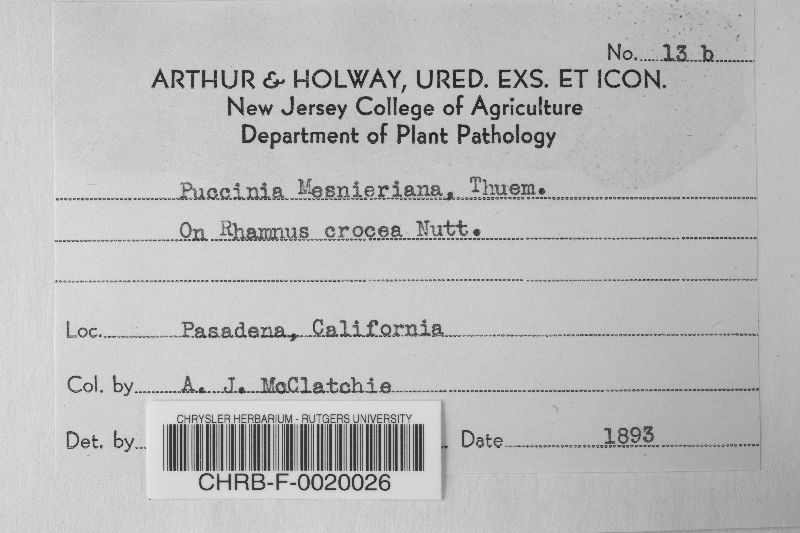 No. 13 b
ARTHUR & HOLWAY, URED. EXS. ET ICON.
New Jersey College of Agriculture
Department of Plant Pathology
Puccinia Mesnieriana, Thuem.
On Rhamnus crocea Nutt.
Loc. Pasadena, California
Col. by A. J. McClatchie
Det. by Date 1893
CHRYSLER HERBARIUM - RUTGERS UNIVERSITY
CHRB-F-0020026